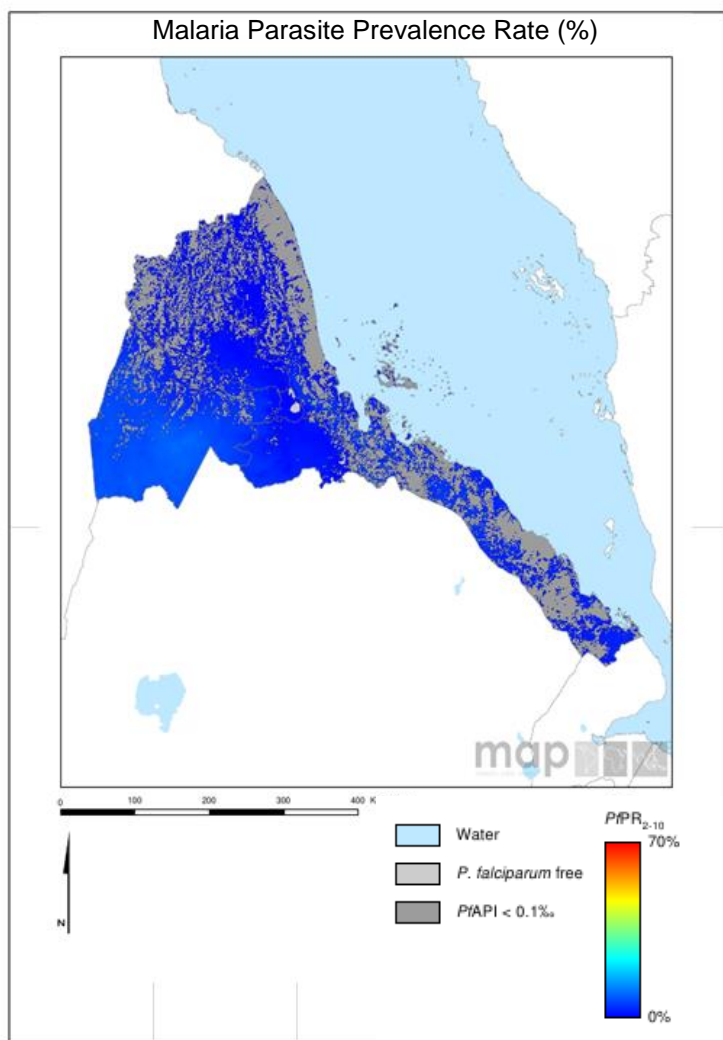 Malaria Parasite Prevalence Rate (%)
map
0 100 200 300 400 K
N
Water
P. falciparum free
PfAPI < 0.1‰
PfPR2-10
70%
0%